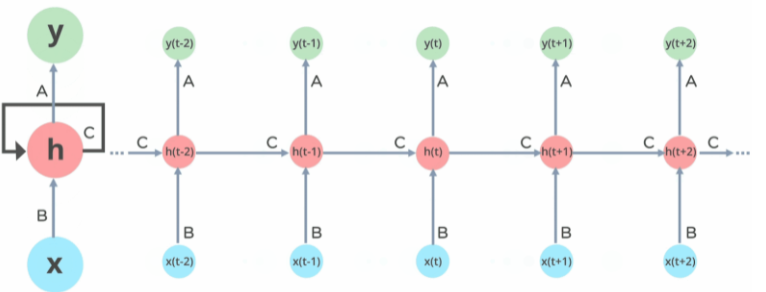 y
A
C
h
B
x
y(t-2) y(t-1) y(t) y(t+1) y(t+2)
A A A A A
... C C C C C C ...
h(t-2) h(t-1) h(t) h(t+1) h(t+2)
B B B B B
x(t-2) x(t-1) x(t) x(t+1) x(t+2)